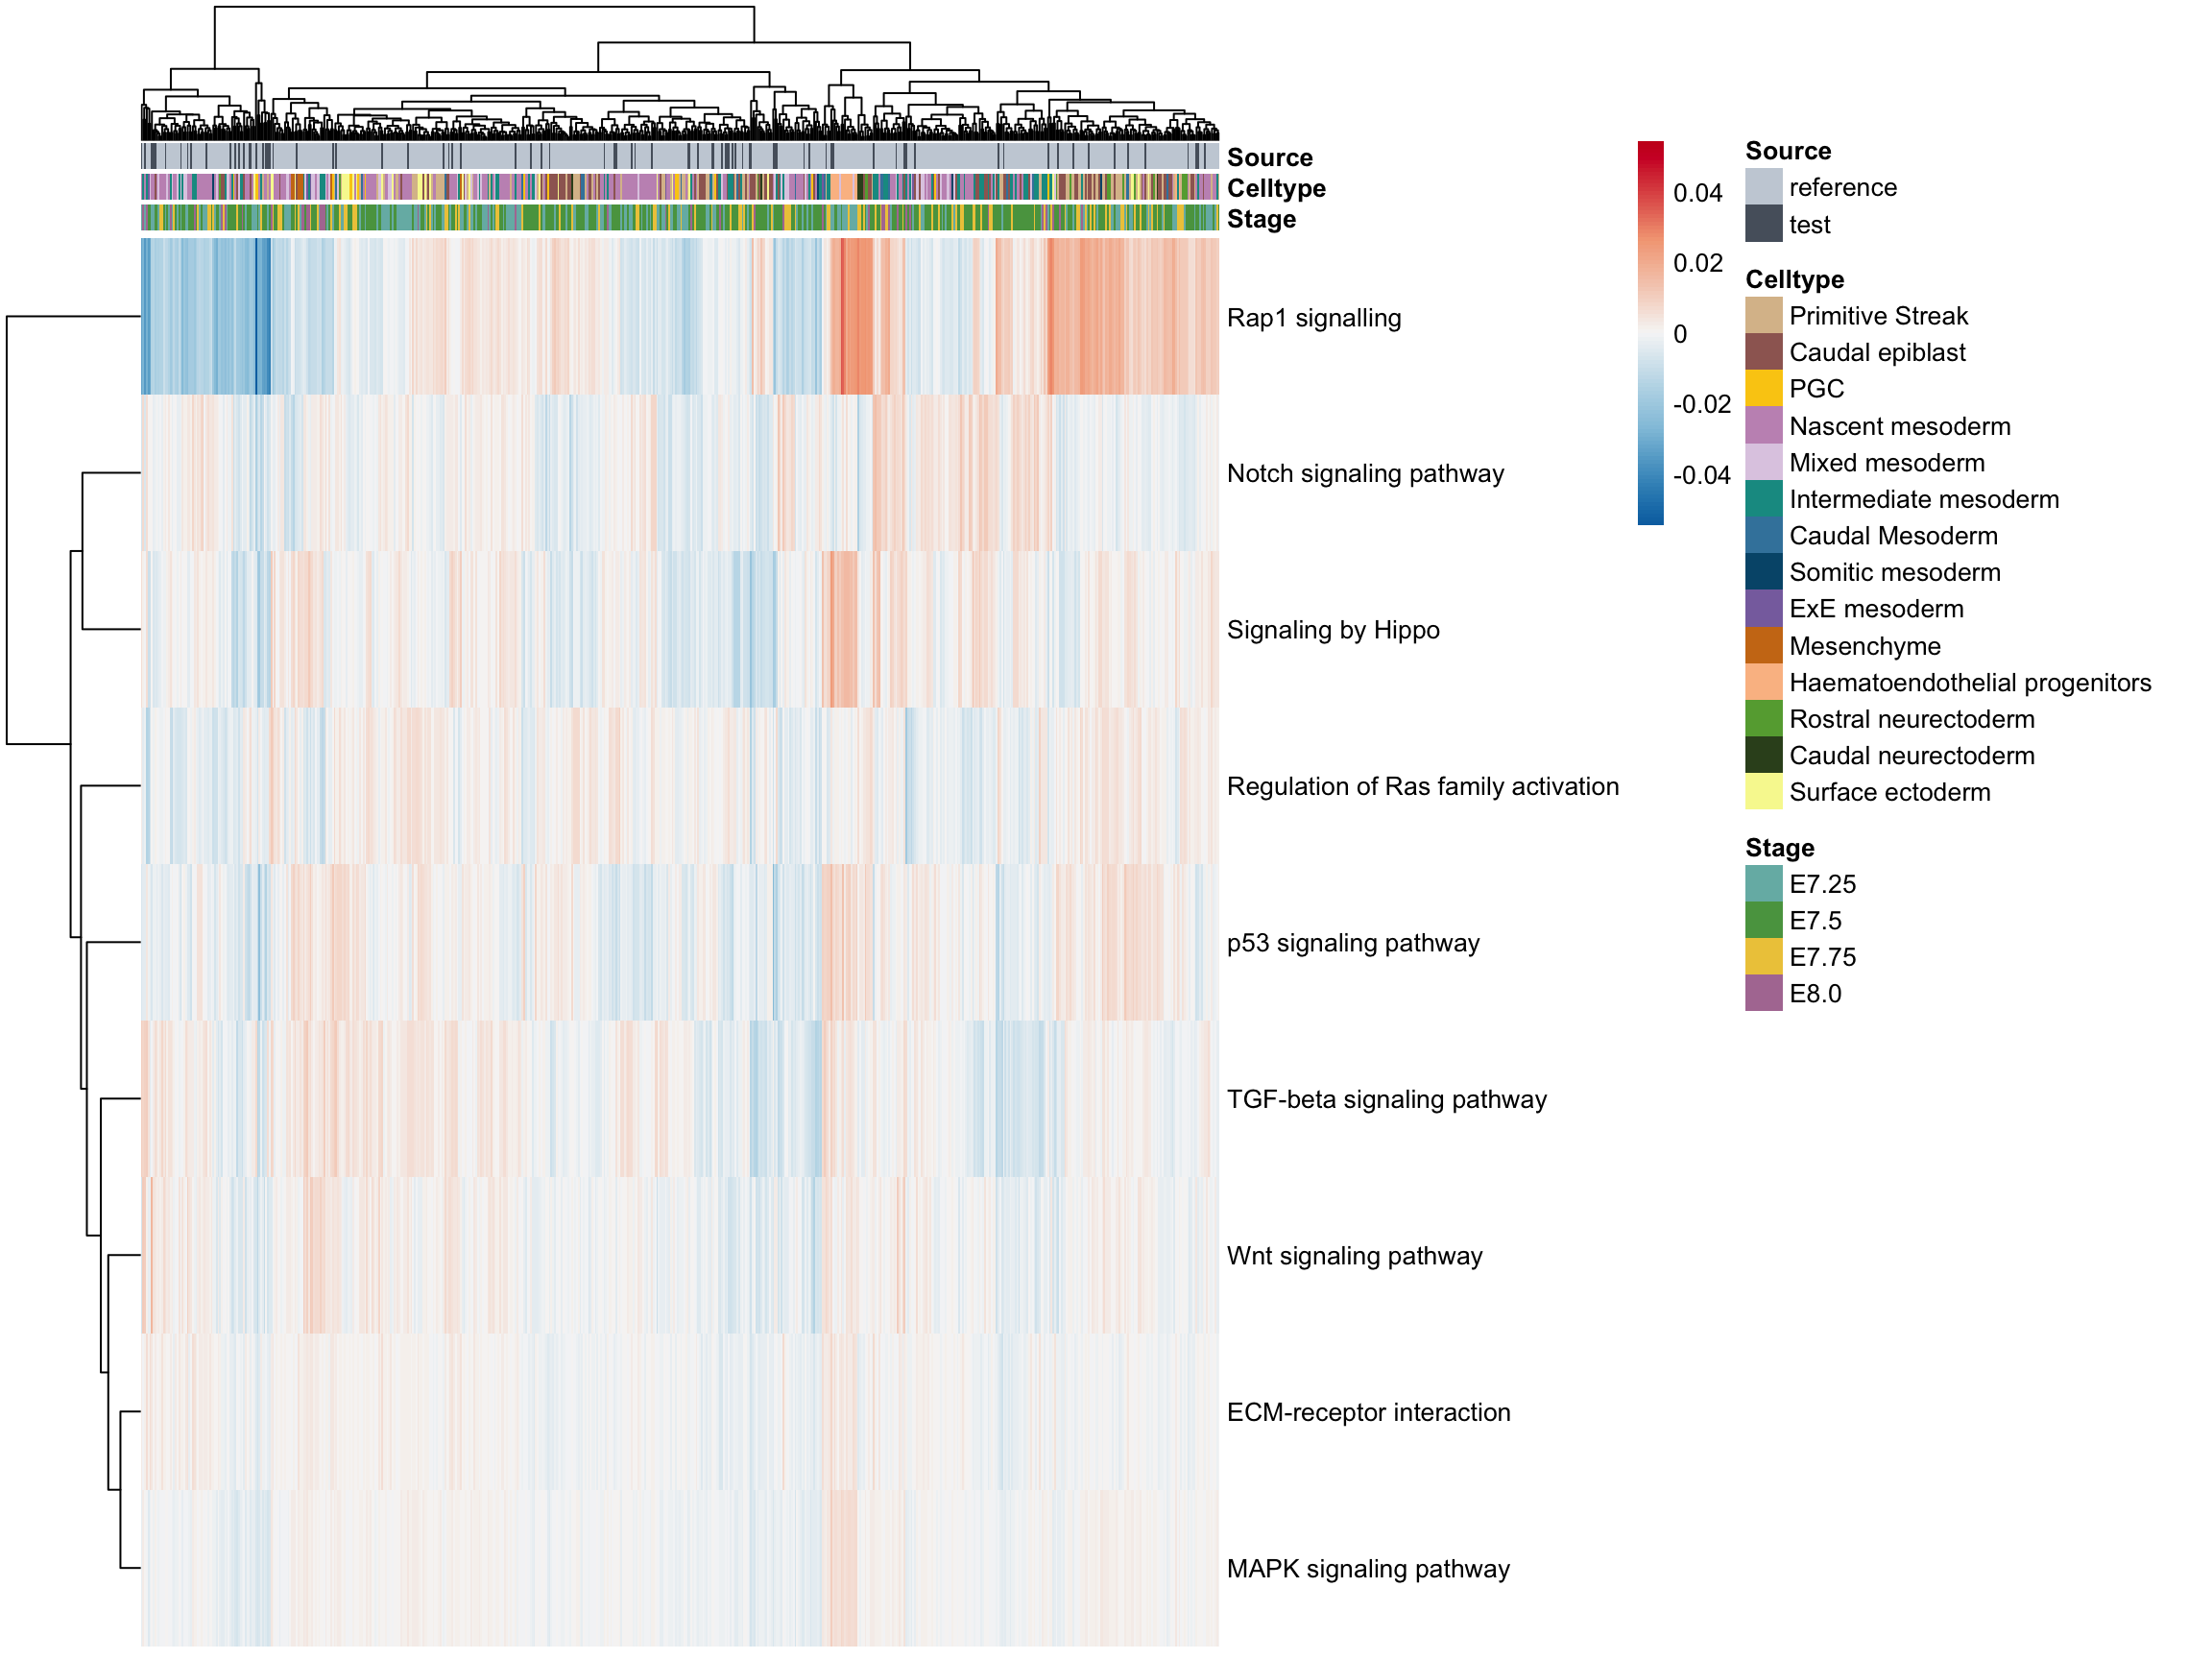 Source
Celltype
Stage
Rap1 signalling
Notch signaling pathway
Signaling by Hippo
Regulation of Ras family activation
p53 signaling pathway
TGF-beta signaling pathway
Wnt signaling pathway
ECM-receptor interaction
MAPK signaling pathway
0.04
0.02
0
-0.02
-0.04
Source
reference
test
Celltype
Primitive Streak
Caudal epiblast
PGC
Nascent mesoderm
Mixed mesoderm
Intermediate mesoderm
Caudal Mesoderm
Somitic mesoderm
ExE mesoderm
Mesenchyme
Haematoendothelial progenitors
Rostral neurectoderm
Caudal neurectoderm
Surface ectoderm
Stage
E7.25
E7.5
E7.75
E8.0